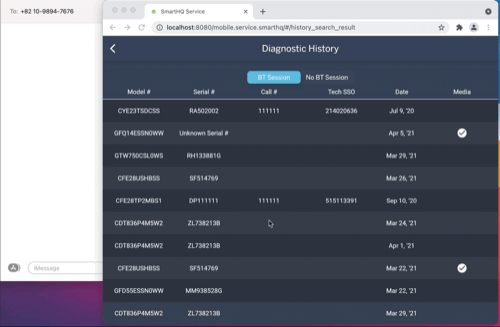 To: +82 10-9894-7676
SmartHQ Service
localhost:8080/mobile.service.smarthq/#/history_search_result
Diagnostic History
BT Session No BT Session
Model # Serial # Call # Tech SSO Date Media
CYE23TSDCSS RA502002 111111 214020636 Jul 9, '20
GFQ14ESSN0WW Unknown Serial # Apr 5, '21
GTW750CSL0WS RH133881G Mar 29, '21
CFE28USHBSS SF514769 Mar 26, '21
CFE28TP2MBS1 DP111111 111111 515113391 Sep 10, '20
CDT836P4M5W2 ZL738213B Mar 24, '21
CDT836P4M5W2 ZL738213B Apr 1, '21
CFE28USHBSS SF514769 Mar 22, '21
GFD55ESSN0WW MM938528G Mar 22, '21
CDT836P4M5W2 ZL738213B Mar 29, '21
iMessage